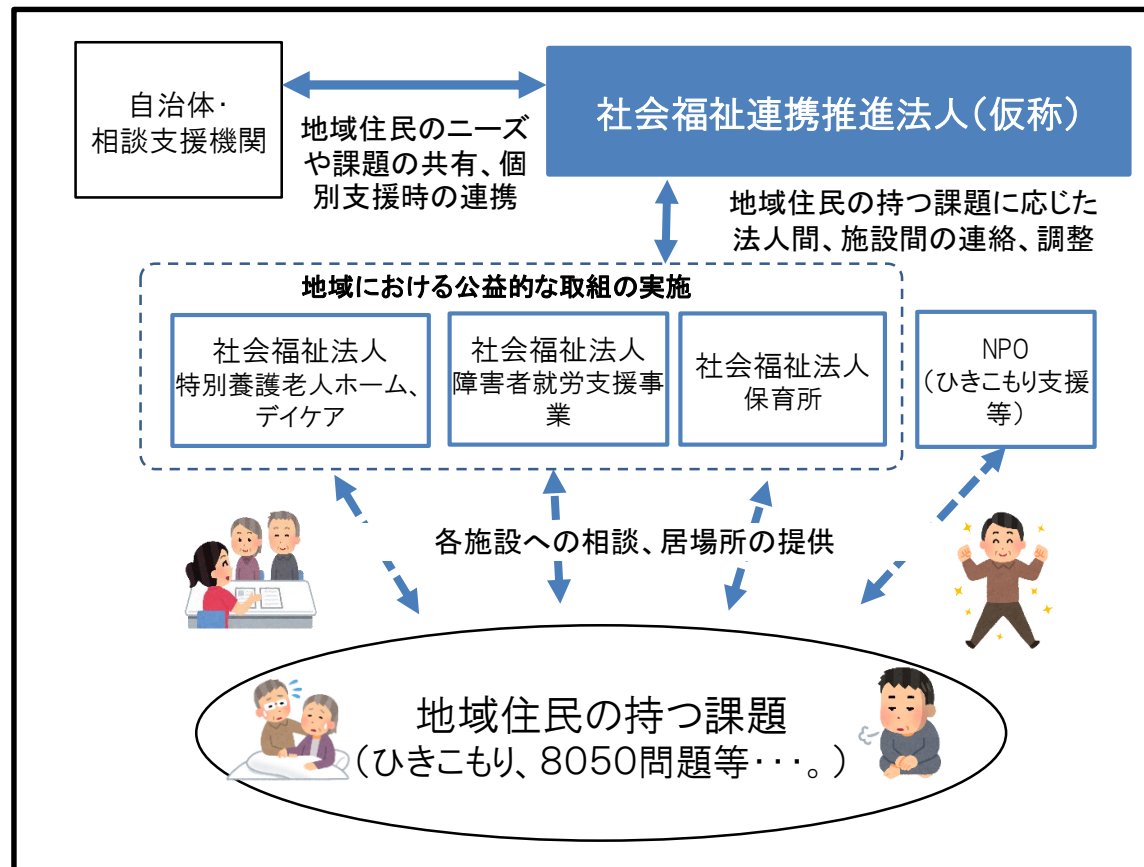 自治体・
相談支援機関
社会福祉連携推進法人（仮称）
地域住民のニーズ
や課題の共有、個
別支援時の連携
地域住民の持つ課題に応じた
法人間、施設間の連絡、調整
地域における公益的な取組の実施
社会福祉法人
特別養護老人ホーム、
デイケア
社会福祉法人
障害者就労支援事
業
社会福祉法人
保育所
NPO
（ひきこもり支援
等）
各施設への相談、居場所の提供
地域住民の持つ課題
（ひきこもり、8050問題等・・・。）